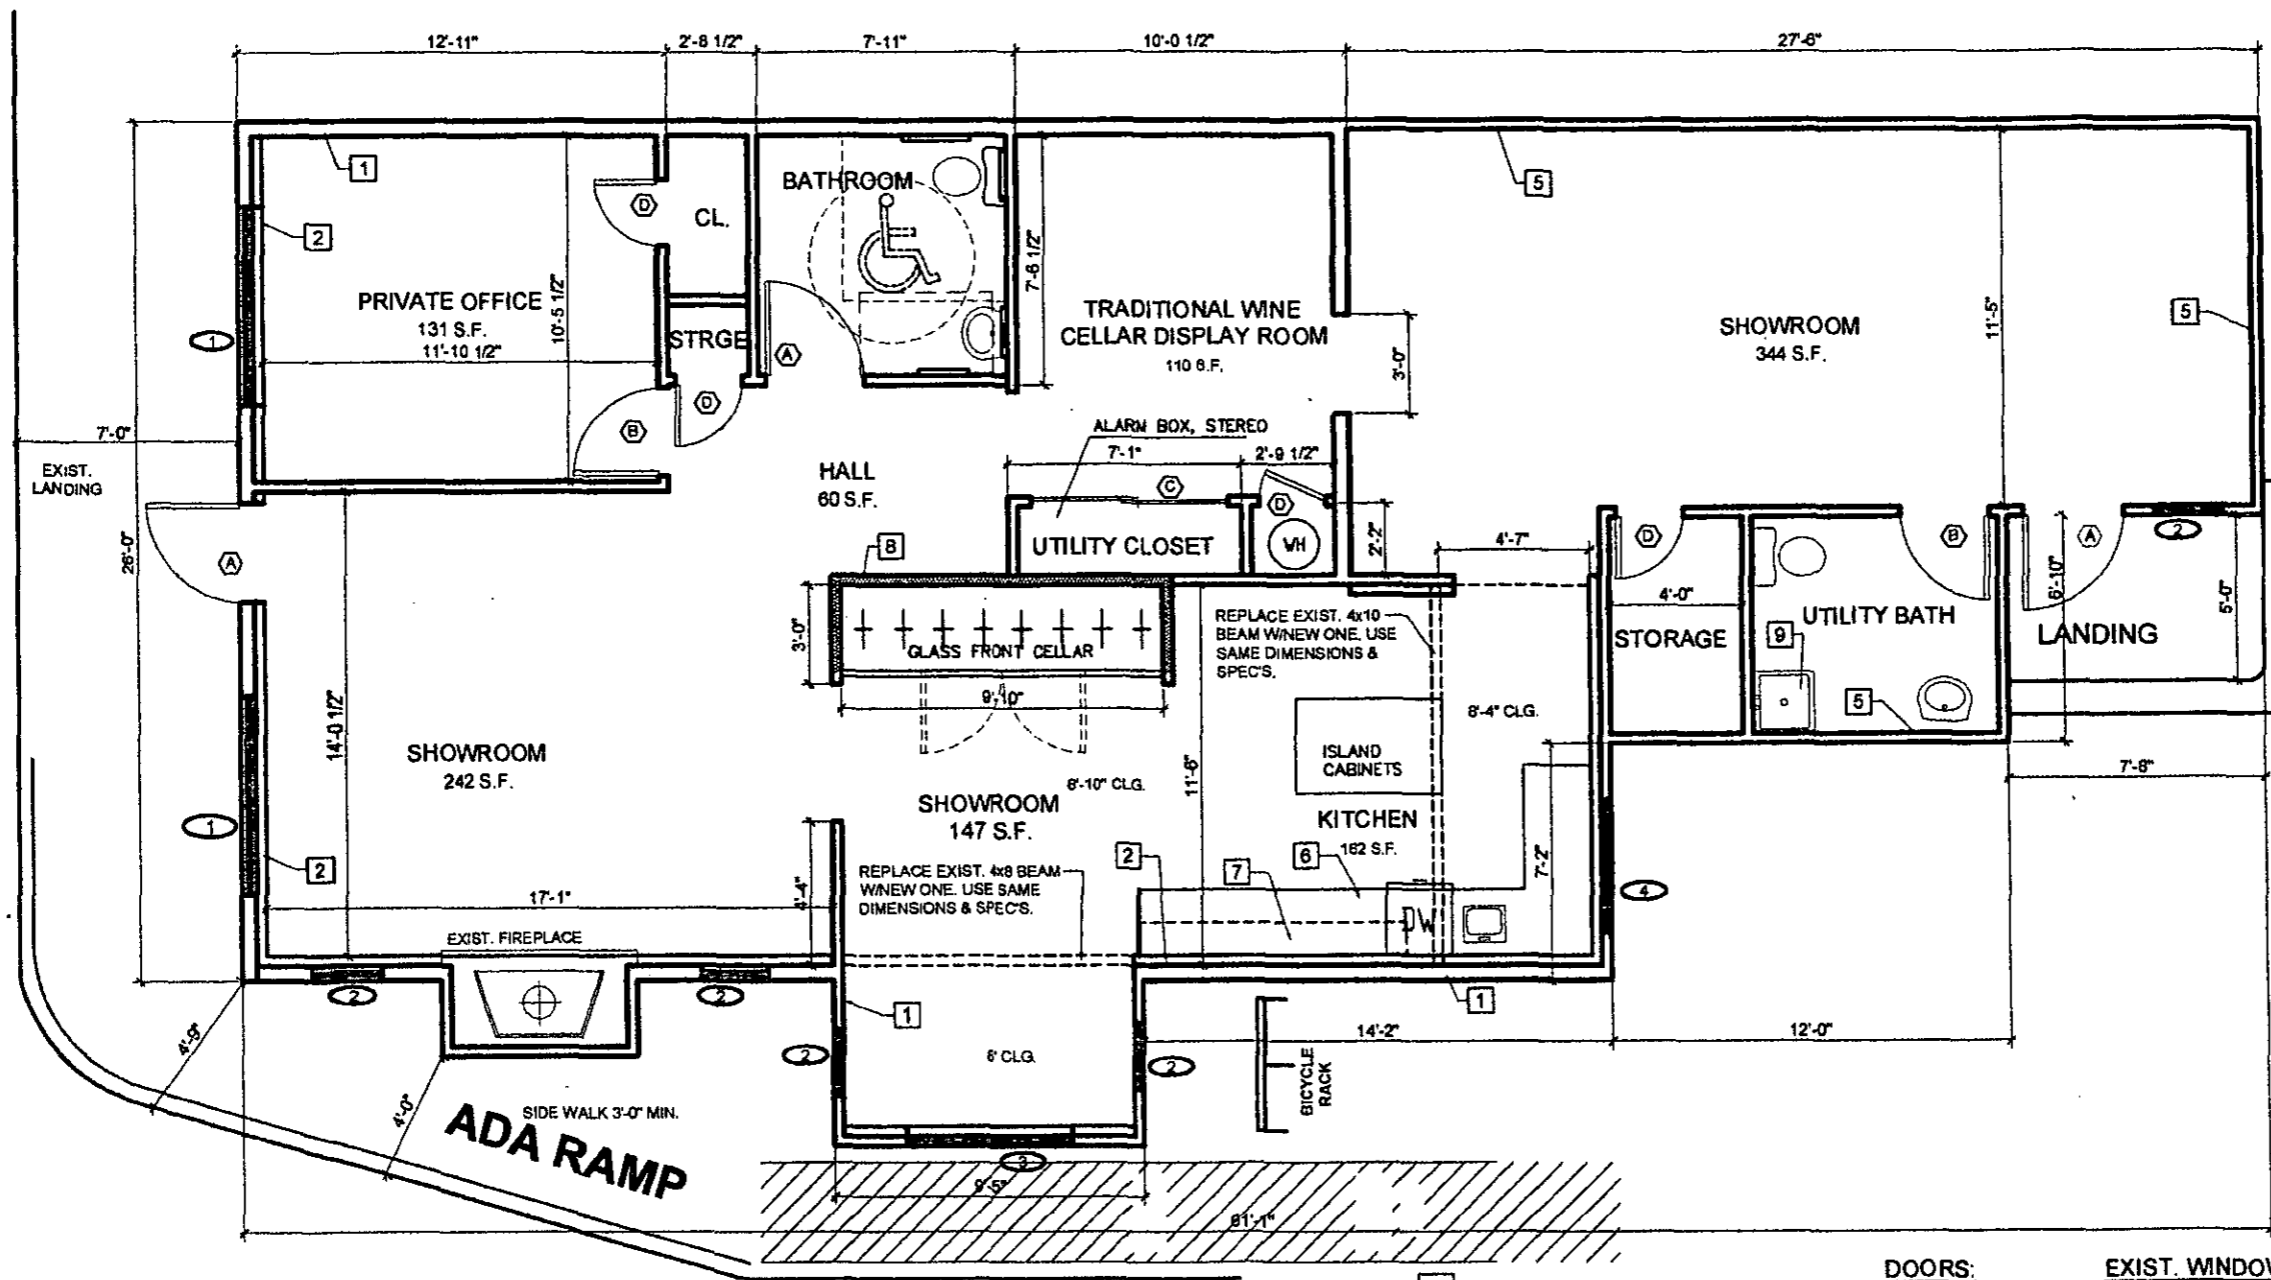 12'-11"
2'-8 1/2"
7'-11"
10'-0 1/2"
27'-6"
1
2
PRIVATE OFFICE
131 S.F.
11'-10 1/2"
10'-5 1/2"
D
CL.
STRGE
D
B
BATHROOM
A
7'-6 1/2"
TRADITIONAL WINE
CELLAR DISPLAY ROOM
110 S.F.
3'-0"
5
SHOWROOM
344 S.F.
11'-5"
5
1
7'-0"
EXIST.
LANDING
26'-0"
A
HALL
60 S.F.
ALARM BOX, STEREO
7'-1"
2'-9 1/2"
C
D
UTILITY CLOSET
WH
2'-2"
8
4'-7"
D
B
A
2
4'-0"
STORAGE
UTILITY BATH
9
5
6'-10"
LANDING
5'-0"
7'-8"
3'-0"
GLASS FRONT CELLAR
9'-10"
REPLACE EXIST. 4x10
BEAM W/NEW ONE. USE
SAME DIMENSIONS &
SPEC'S.
8'-4" CLG.
ISLAND
CABINETS
KITCHEN
162 S.F.
11'-6"
7'-2"
14'-0 1/2"
SHOWROOM
242 S.F.
8'-10" CLG.
SHOWROOM
147 S.F.
1
2
17'-1"
4'-4"
REPLACE EXIST. 4x8 BEAM
W/NEW ONE. USE SAME
DIMENSIONS & SPEC'S.
2
7
6
DW
4
EXIST. FIREPLACE
2
2
1
1
14'-2"
12'-0"
4'-9"
4'-0"
2
2
8' CLG.
BICYCLE
RACK
SIDE WALK 3'-0" MIN.
ADA RAMP
3
9'-5"
61'-1"
DOORS: